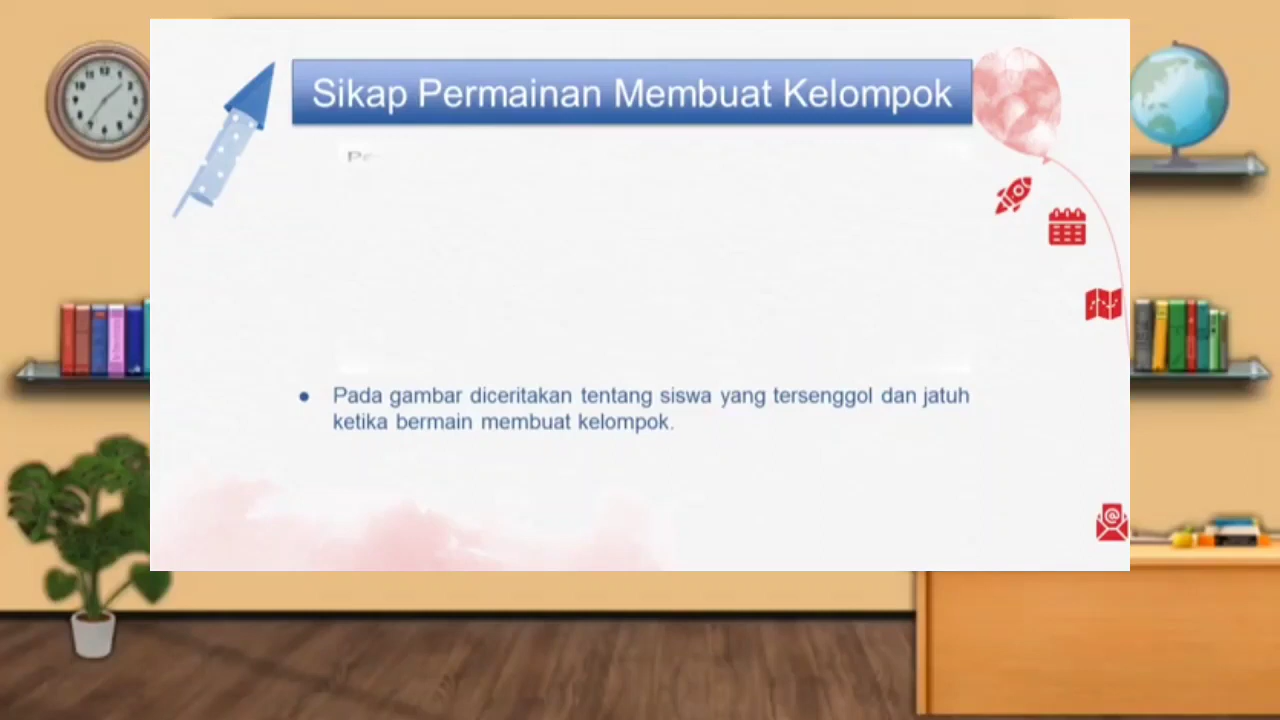 Sikap Permainan Membuat Kelompok
● Pada gambar diceritakan tentang siswa yang tersenggol dan jatuh
ketika bermain membuat kelompok.